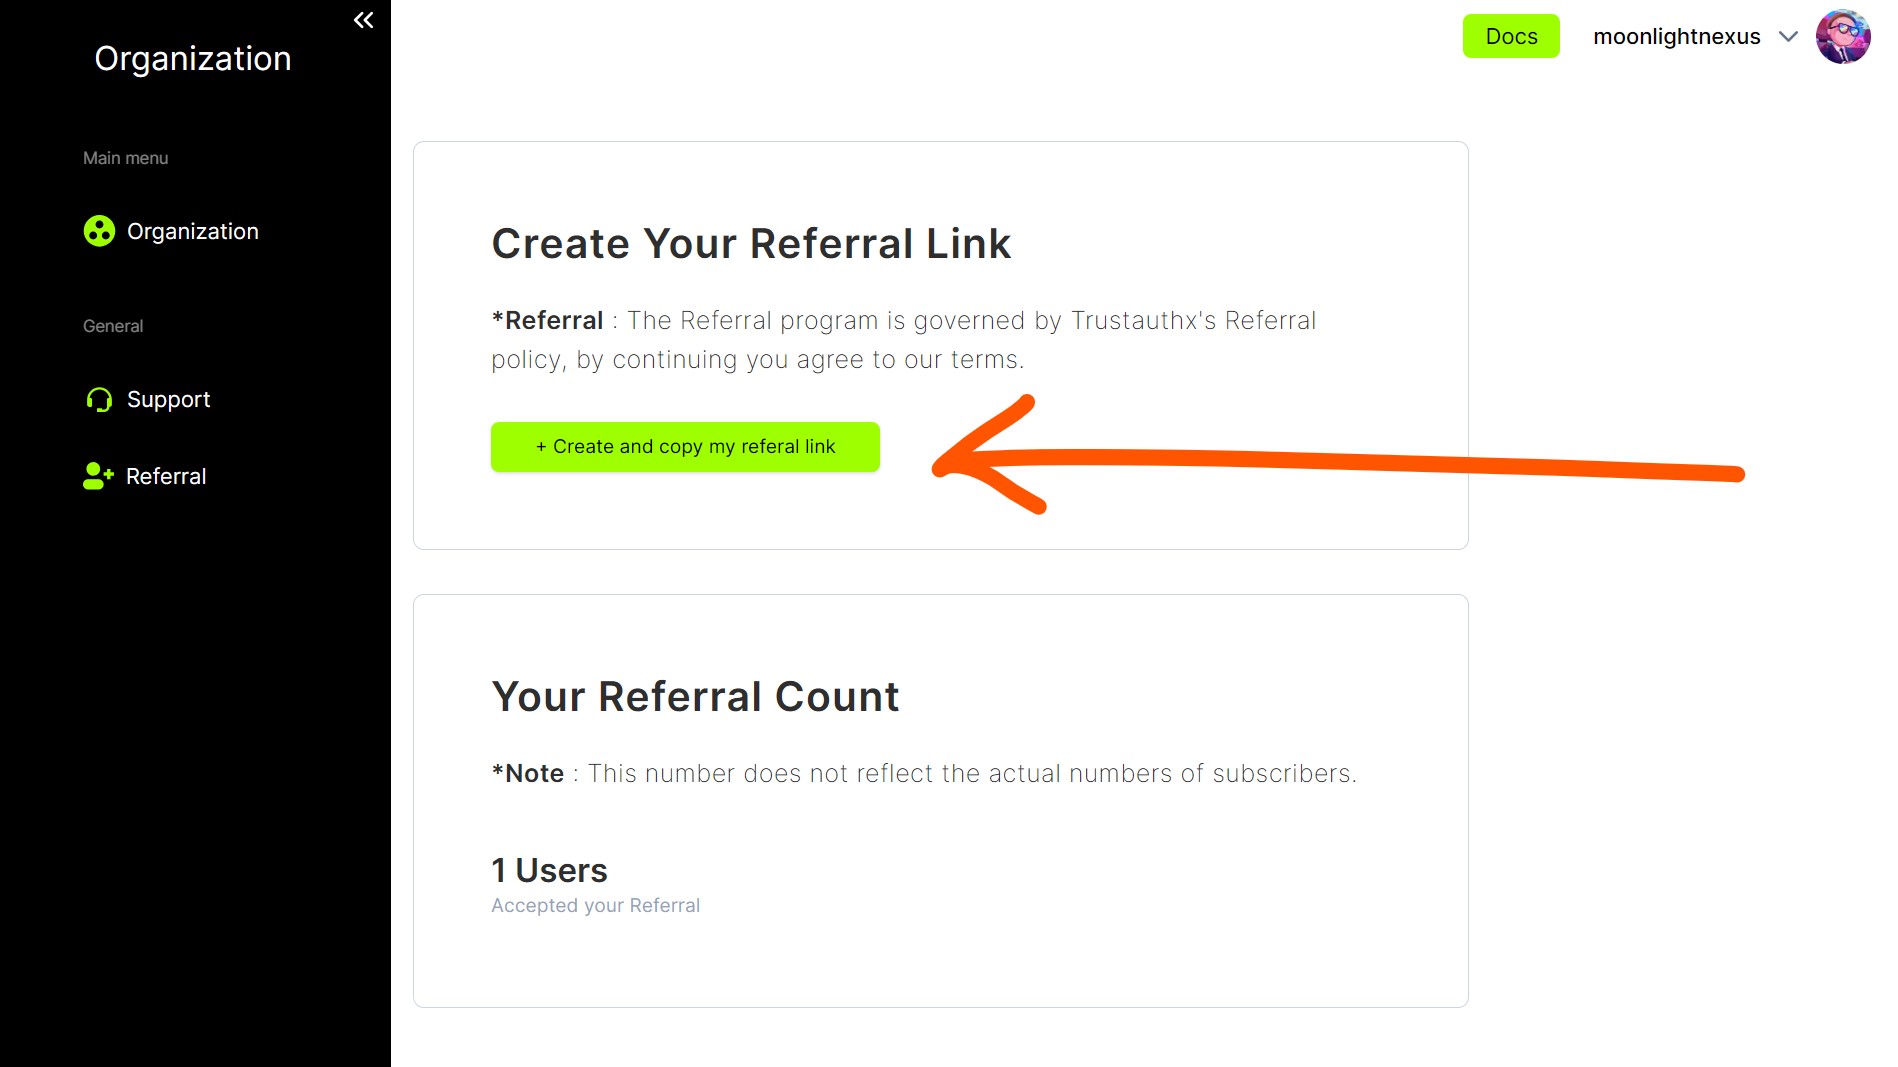 Organization
Docs
moonlightnexus
Main menu
Organization
General
Support
Referral
Create Your Referral Link
*Referral : The Referral program is governed by Trustauthx's Referral
policy, by continuing you agree to our terms.
+ Create and copy my referal link
Your Referral Count
*Note : This number does not reflect the actual numbers of subscribers.
1 Users
Accepted your Referral